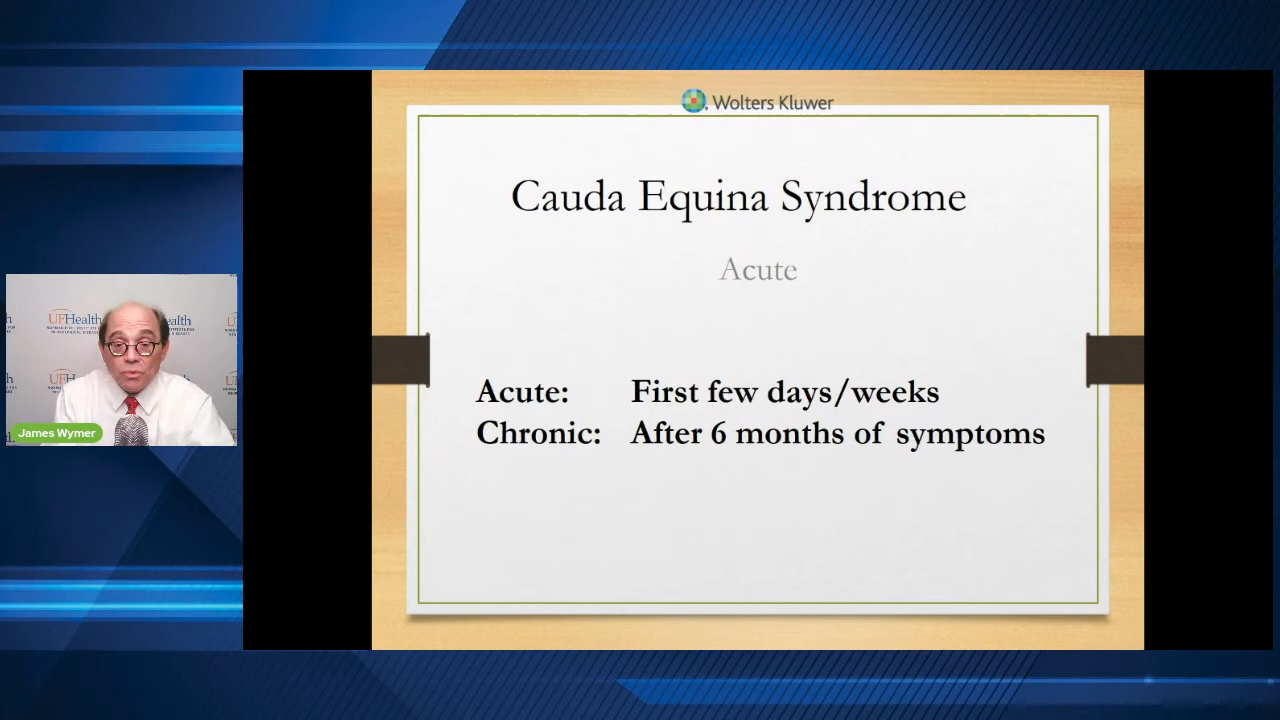 Wolters Kluwer
Cauda Equina Syndrome
Acute
Acute: First few days/weeks
Chronic: After 6 months of symptoms
UFHealth
James Wymer